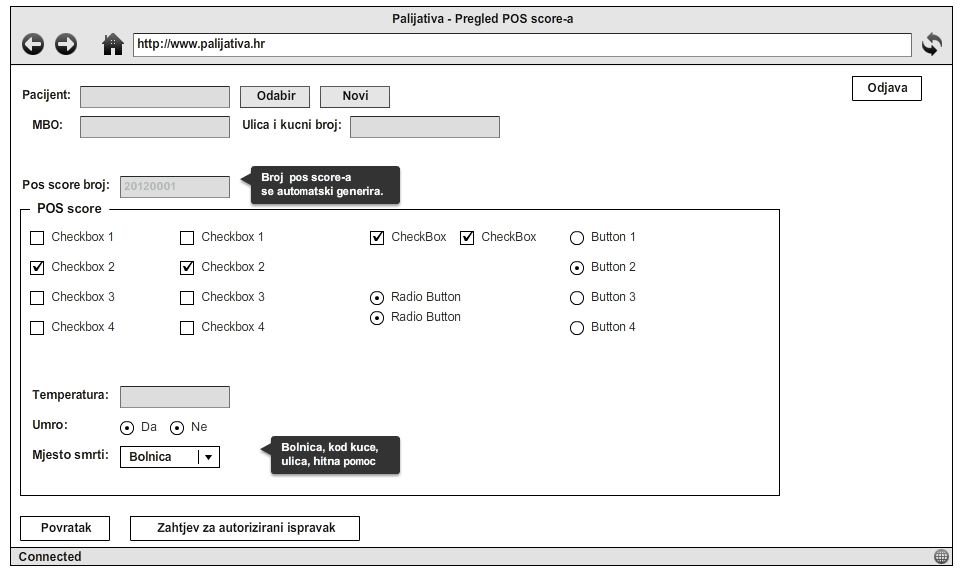 Palijativa - Pregled POS score-a
http://www.palijativa.hr
Odjava
Pacijent: Odabir Novi
MBO: Ulica i kucni broj:
Broj pos score-a
se automatski generira.
Pos score broj: 20120001
POS score
Checkbox 1 Checkbox 1 CheckBox CheckBox Button 1
Checkbox 2 Checkbox 2 Button 2
Checkbox 3 Checkbox 3 Radio Button Button 3
Radio Button
Checkbox 4 Checkbox 4 Button 4
Temperatura:
Umro: Da Ne
Mjesto smrti: Bolnica
Bolnica, kod kuce,
ulica, hitna pomoc
Povratak Zahtjev za autorizirani ispravak
Connected